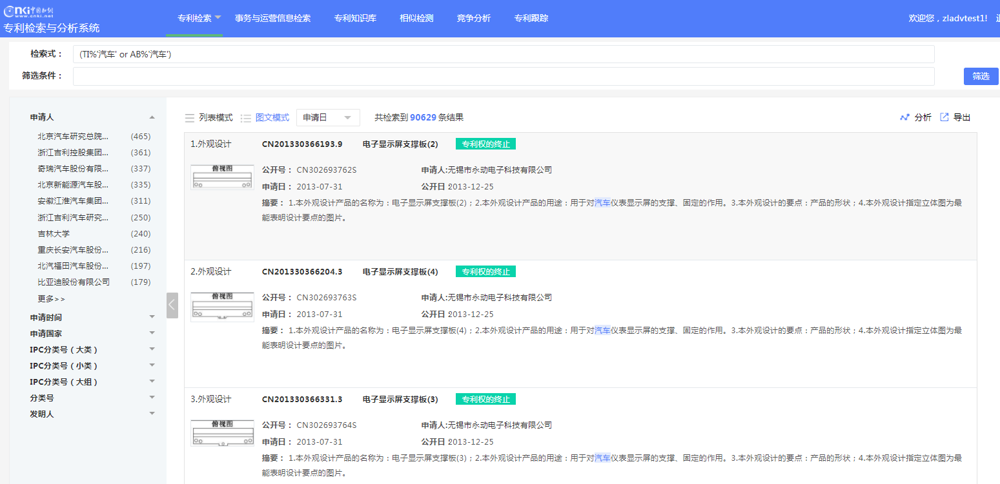 Cnki中国知网
www.cnki.net
专利检索与分析系统
专利检索 事务与运营信息检索 专利知识库 相似检测 竞争分析 专利跟踪
欢迎您，zladvtest1!
检索式： (TI%'汽车' or AB%'汽车')
筛选条件：
筛选
申请人
北京汽车研究总院... (465)
浙江吉利控股集团... (361)
奇瑞汽车股份有限... (337)
北京新能源汽车股... (335)
安徽江淮汽车集团... (311)
浙江吉利汽车研究... (250)
吉林大学 (240)
重庆长安汽车股份... (216)
北汽福田汽车股份... (197)
比亚迪股份有限公司 (179)
更多>>
申请时间
申请国家
IPC分类号（大类）
IPC分类号（小类）
IPC分类号（大组）
分类号
发明人
列表模式 图文模式 申请日 共检索到 90629 条结果 分析 导出
1.外观设计 CN201330366193.9 电子显示屏支撑板(2) 专利权的终止
俯视图
公开号： CN302693762S 申请人:无锡市永动电子科技有限公司
申请日： 2013-07-31 公开日：2013-12-25
摘要： 1.本外观设计产品的名称为：电子显示屏支撑板(2)；2.本外观设计产品的用途：用于对汽车仪表显示屏的支撑、固定的作用。3.本外观设计的要点：产品的形状；4.本外观设计指定立体图为最
能表明设计要点的图片。
2.外观设计 CN201330366204.3 电子显示屏支撑板(4) 专利权的终止
俯视图
公开号： CN302693763S 申请人:无锡市永动电子科技有限公司
申请日： 2013-07-31 公开日：2013-12-25
摘要： 1.本外观设计产品的名称为：电子显示屏支撑板(4)；2.本外观设计产品的用途：用于对汽车仪表显示屏的支撑、固定的作用。3.本外观设计的要点：产品的形状；4.本外观设计指定立体图为最
能表明设计要点的图片。
3.外观设计 CN201330366331.3 电子显示屏支撑板(3) 专利权的终止
俯视图
公开号： CN302693764S 申请人:无锡市永动电子科技有限公司
申请日： 2013-07-31 公开日：2013-12-25
摘要： 1.本外观设计产品的名称为：电子显示屏支撑板(3)；2.本外观设计产品的用途：用于对汽车仪表显示屏的支撑、固定的作用。3.本外观设计的要点：产品的形状；4.本外观设计指定立体图为最
能表明设计要点的图片。